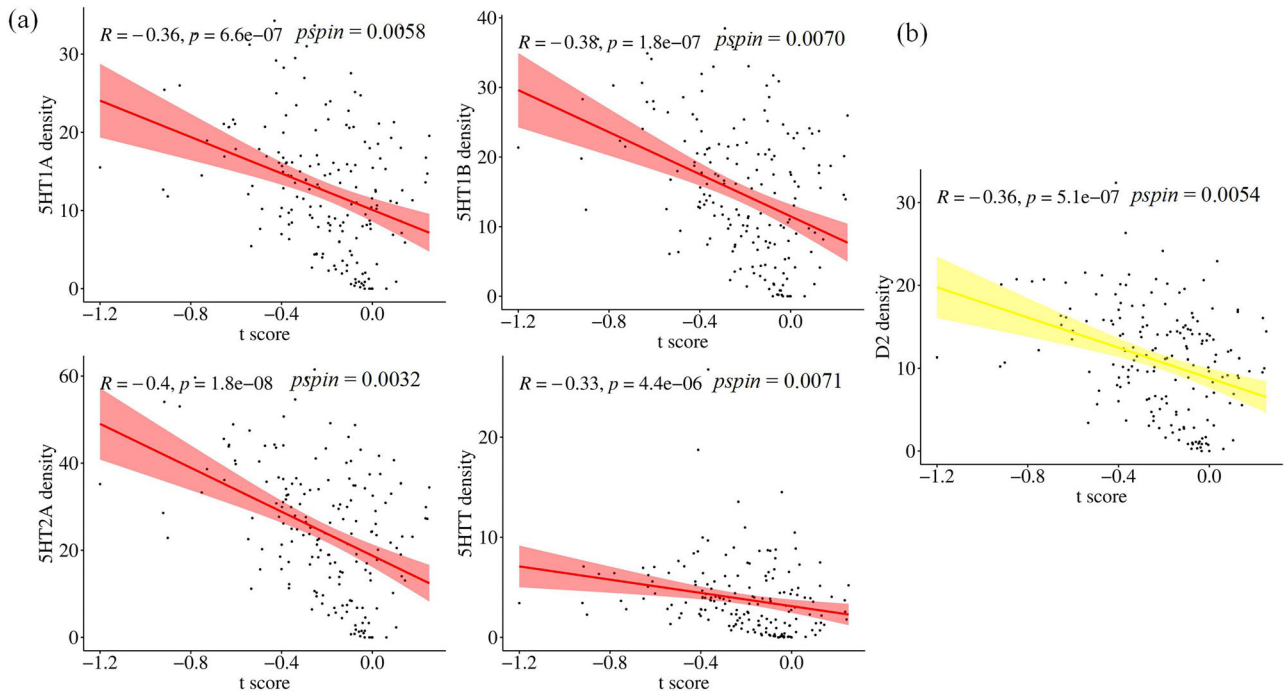 (a)
R = −0.36, p = 6.6e−07 pspin = 0.0058
30
20
10
0
5HT1A density
−1.2 −0.8 −0.4 0.0
t score
R = −0.38, p = 1.8e−07 pspin = 0.0070
40
30
20
10
0
5HT1B density
−1.2 −0.8 −0.4 0.0
t score
R = −0.4, p = 1.8e−08 pspin = 0.0032
60
40
20
0
5HT2A density
−1.2 −0.8 −0.4 0.0
t score
R = −0.33, p = 4.4e−06 pspin = 0.0071
20
10
0
5HTT density
−1.2 −0.8 −0.4 0.0
t score
(b)
R = −0.36, p = 5.1e−07 pspin = 0.0054
30
20
10
0
D2 density
−1.2 −0.8 −0.4 0.0
t score